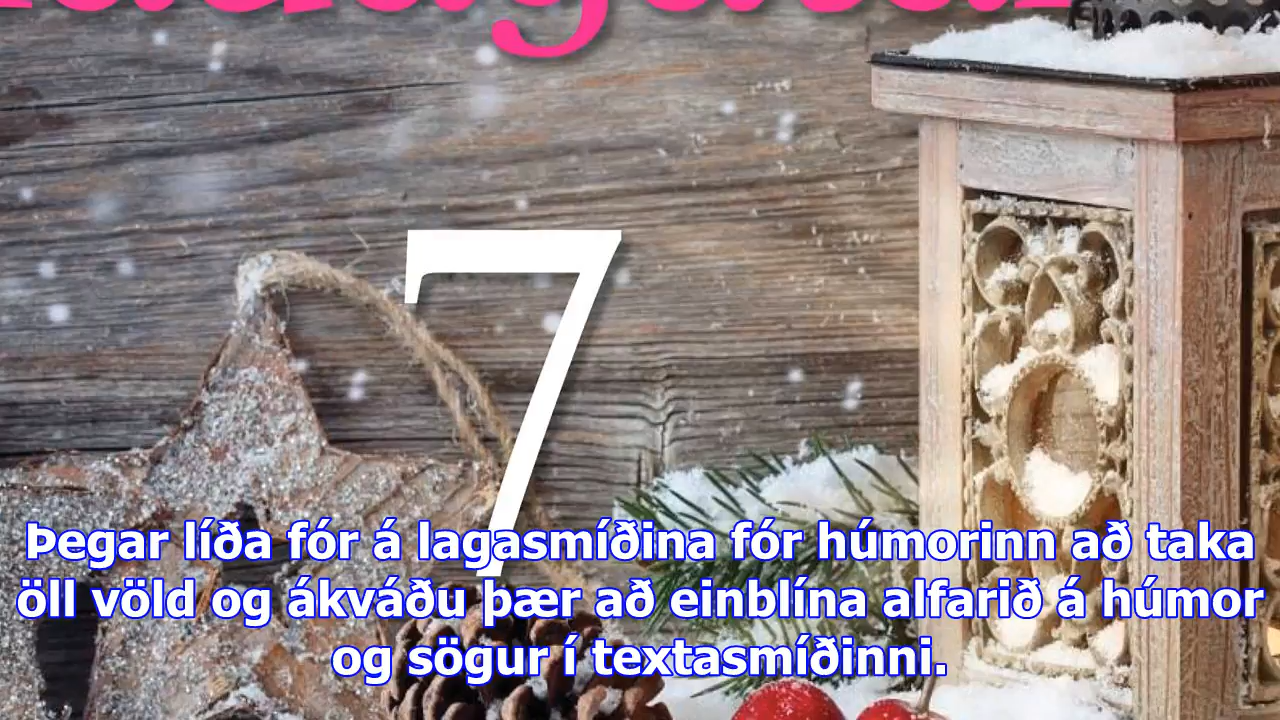 7
Þegar líða fór á lagasmíðina fór húmorinn að taka
öll völd og ákváðu þær að einblína alfarið á húmor
og sögur í textasmíðinni.